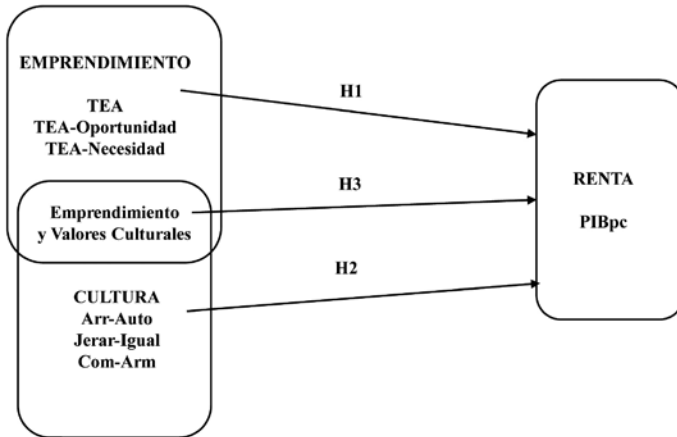 EMPRENDIMIENTO
TEA
TEA-Oportunidad
TEA-Necesidad
Emprendimiento
y Valores Culturales
CULTURA
Arr-Auto
Jerar-Igual
Com-Arm
H1
H3
H2
RENTA
PIBpc